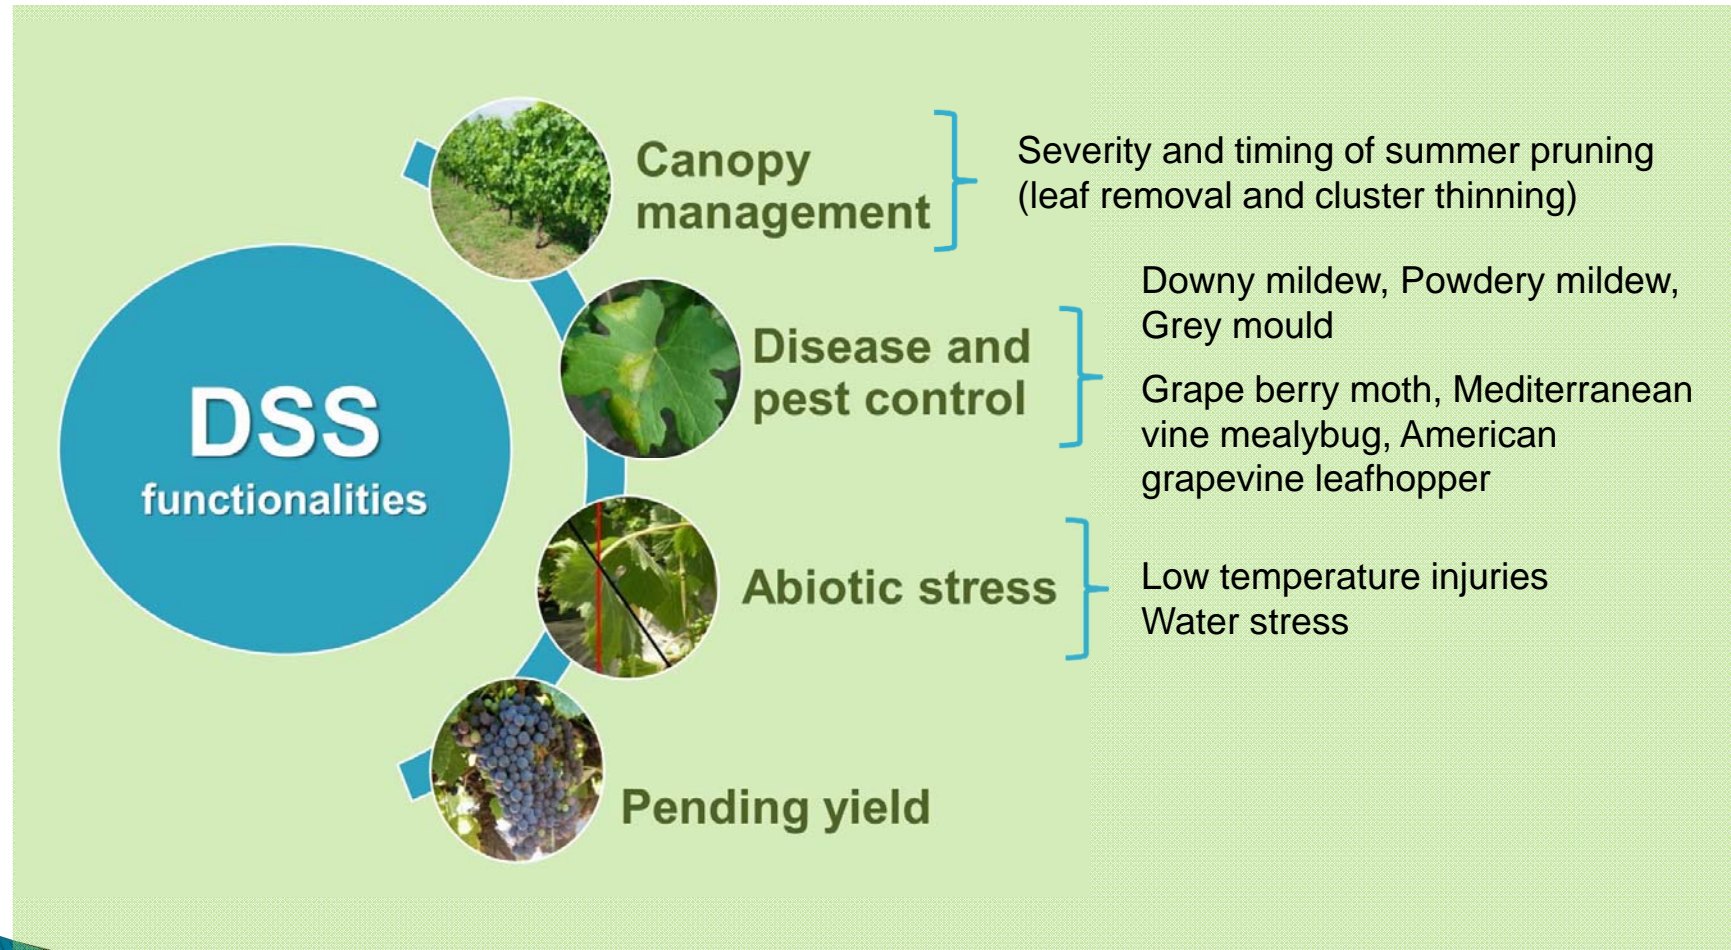 DSS
functionalities
Canopy
management
Severity and timing of summer pruning
(leaf removal and cluster thinning)
Disease and
pest control
Downy mildew, Powdery mildew,
Grey mould
Grape berry moth, Mediterranean
vine mealybug, American
grapevine leafhopper
Abiotic stress
Low temperature injuries
Water stress
Pending yield